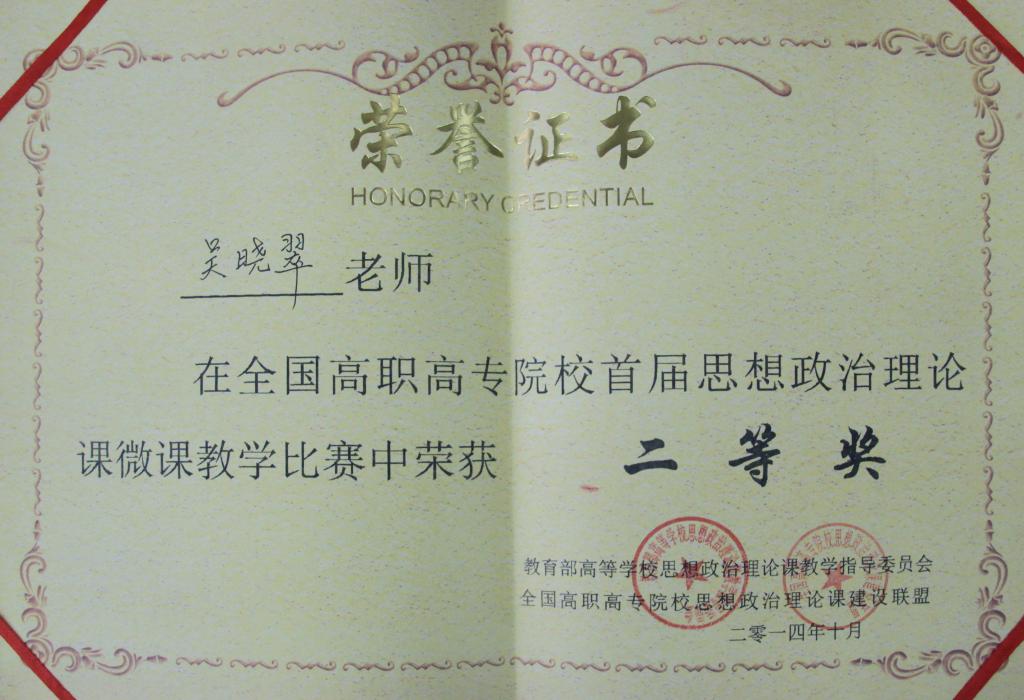 荣誉证书
HONORARY CREDENTIAL
吴晓翠 老师
在全国高职高专院校首届思想政治理论
课微课教学比赛中荣获 二等奖
教育部高等学校思想政治理论课教学指导委员会
全国高职高专院校思想政治理论课建设联盟
二零一四年十月